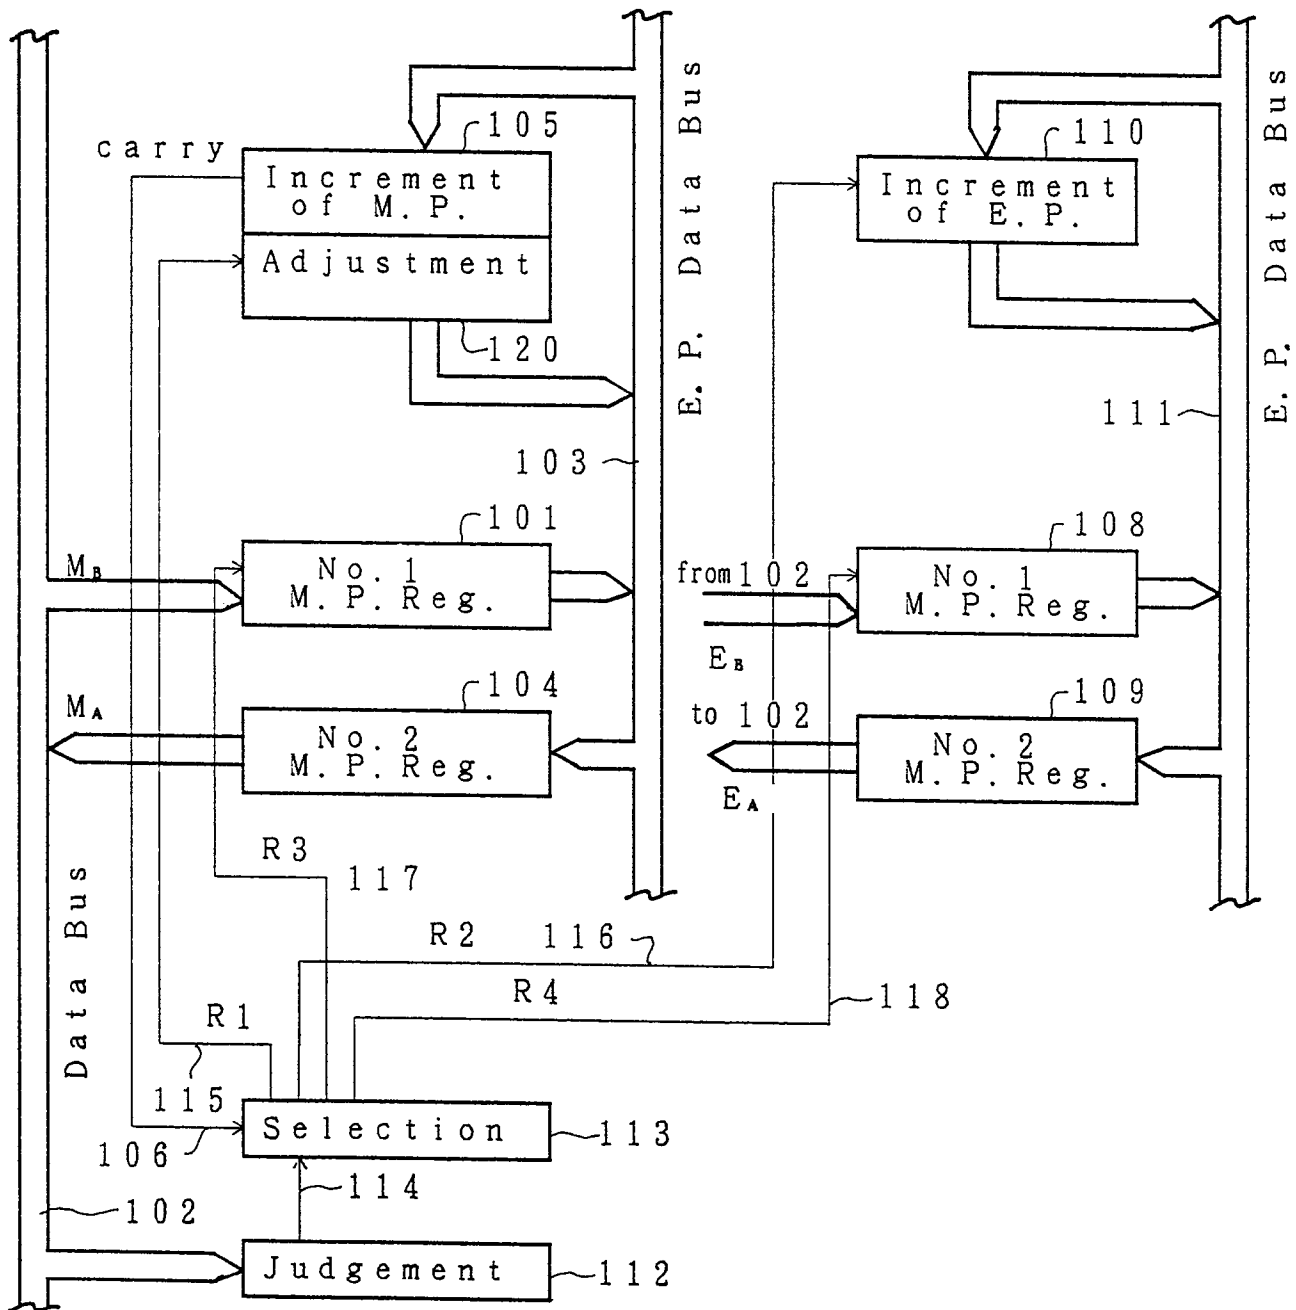 carry
105
Increment
of M.P.
Adjustment
120
E.P. Data Bus
110
Increment
of E.P.
E.P. Data Bus
111
103
101
MB
No.1
M.P.Reg.
from 102
EB
108
No.1
M.P.Reg.
104
MA
No.2
M.P.Reg.
to 102
EA
109
No.2
M.P.Reg.
R3
117
Data Bus
R2
116
R4
118
R1
115
Selection
113
106
114
102
Judgement
112